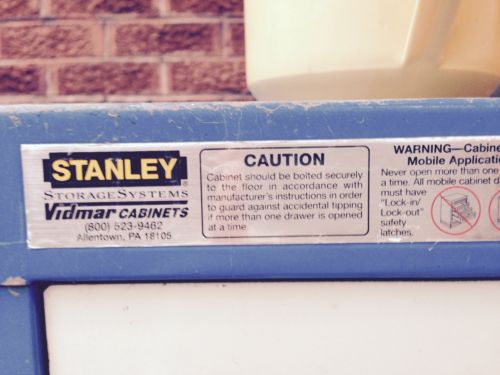 STANLEY
STORAGESYSTEMS
Vidmar CABINETS
(800) 523-9462
Allentown, PA 18105
CAUTION
Cabinet should be bolted securely
to the floor in accordance with
manufacturer's instructions in order
to guard against accidental tipping
if more than one drawer is opened
at a time.
WARNING—Cabine
Mobile Applicatio
Never open more than one
a time. All mobile cabinet d
must have
"Lock-in/
Lock-out"
safety
latches.